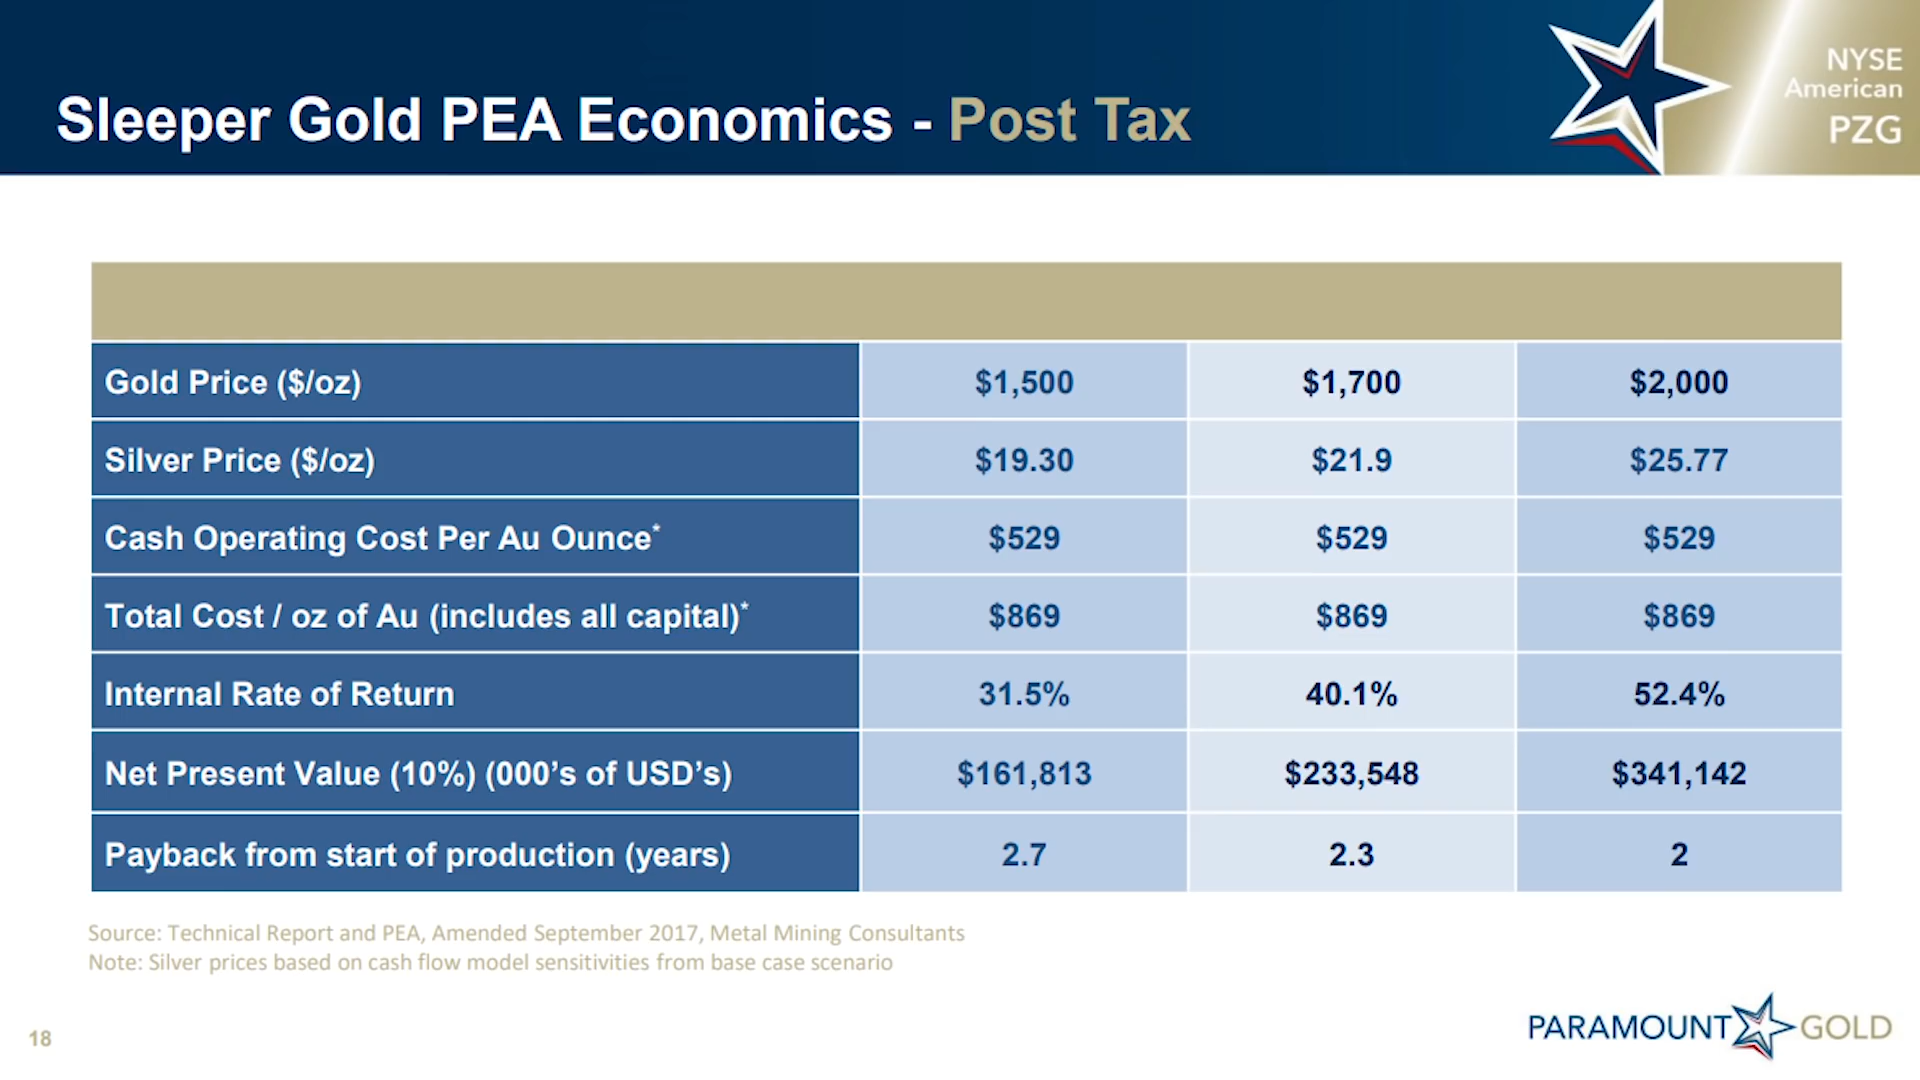 Sleeper Gold PEA Economics - Post Tax
NYSE
American
PZG
Gold Price ($/oz) $1,500 $1,700 $2,000
Silver Price ($/oz) $19.30 $21.9 $25.77
Cash Operating Cost Per Au Ounce* $529 $529 $529
Total Cost / oz of Au (includes all capital)* $869 $869 $869
Internal Rate of Return 31.5% 40.1% 52.4%
Net Present Value (10%) (000’s of USD’s) $161,813 $233,548 $341,142
Payback from start of production (years) 2.7 2.3 2
Source: Technical Report and PEA, Amended September 2017, Metal Mining Consultants
Note: Silver prices based on cash flow model sensitivities from base case scenario
18
PARAMOUNT GOLD